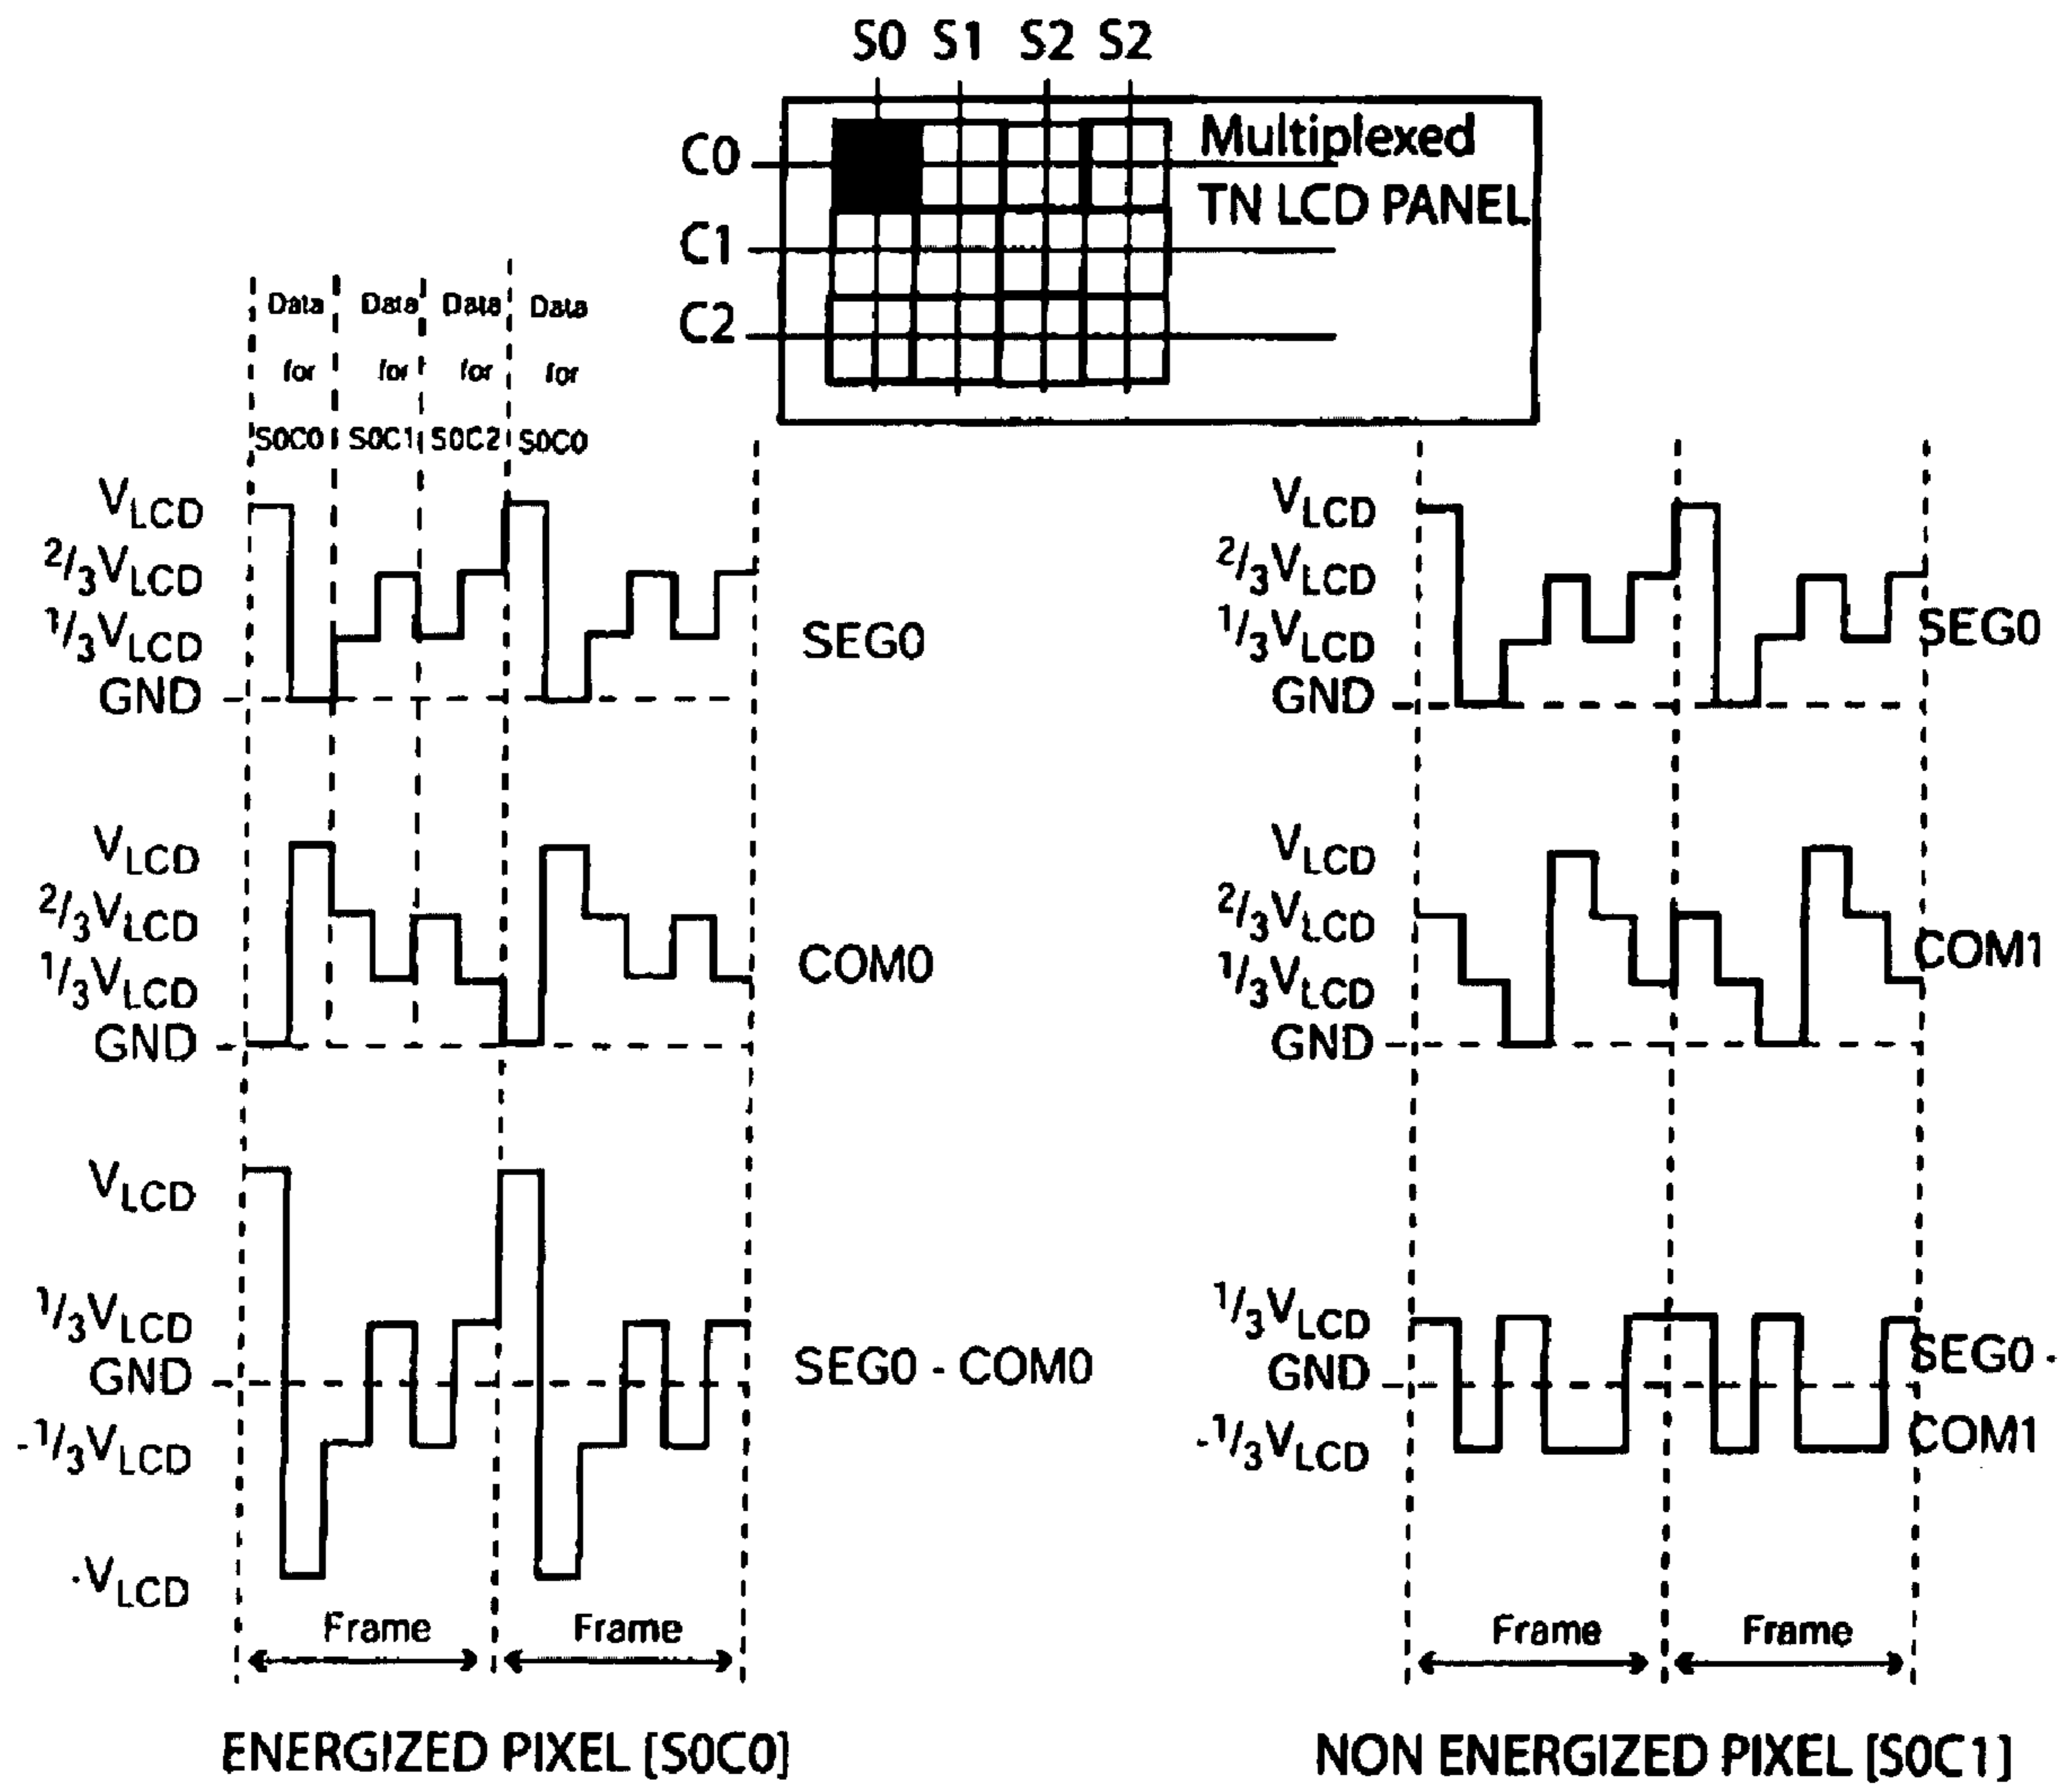 S0 S1 S2 S2
C0
C1
C2
Multiplexed
TN LCD PANEL
Data Data Data Data
for for for for
S0C0 S0C1 S0C2 S0C0
VLCD
2/3VLCD
1/3VLCD
GND
SEG0
VLCD
2/3VLCD
1/3VLCD
GND
COM0
VLCD
1/3VLCD
GND
-1/3VLCD
-VLCD
SEG0 - COM0
Frame Frame
ENERGIZED PIXEL [S0C0]
VLCD
2/3VLCD
1/3VLCD
GND
SEG0
VLCD
2/3VLCD
1/3VLCD
GND
COM1
1/3VLCD
GND
-1/3VLCD
SEG0 -
COM1
Frame Frame
NON ENERGIZED PIXEL [S0C1]